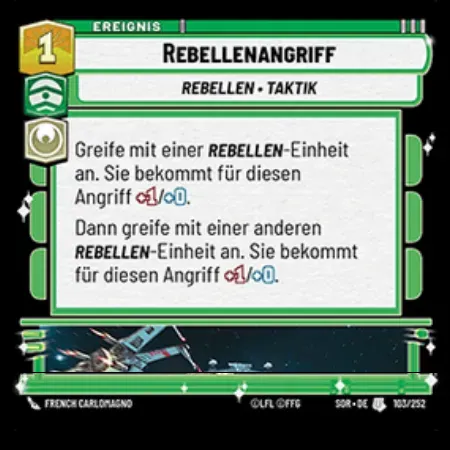 EREIGNIS
1
REBELLENANGRIFF
REBELLEN • TAKTIK
Greife mit einer REBELLEN-Einheit
an. Sie bekommt für diesen
Angriff +1/+0.
Dann greife mit einer anderen
REBELLEN-Einheit an. Sie bekommt
für diesen Angriff +1/+0.
FRENCH CARLOMAGNO
©LFL ©FFG
SOR • DE
103/252